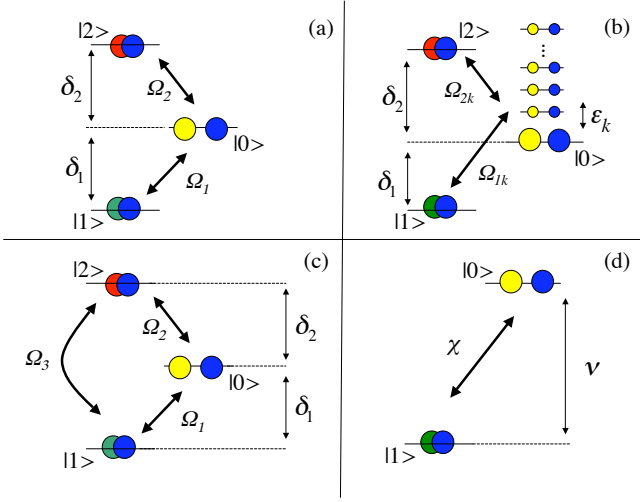 (a)
|2>
δ₂
Ω₂
|0>
δ₁
Ω₁
|1>
(b)
|2>
⋮
δ₂
Ω₂ₖ
εₖ
|0>
δ₁
Ω₁ₖ
|1>
(c)
|2>
Ω₂
δ₂
Ω₃
|0>
δ₁
Ω₁
|1>
(d)
|0>
χ
ν
|1>